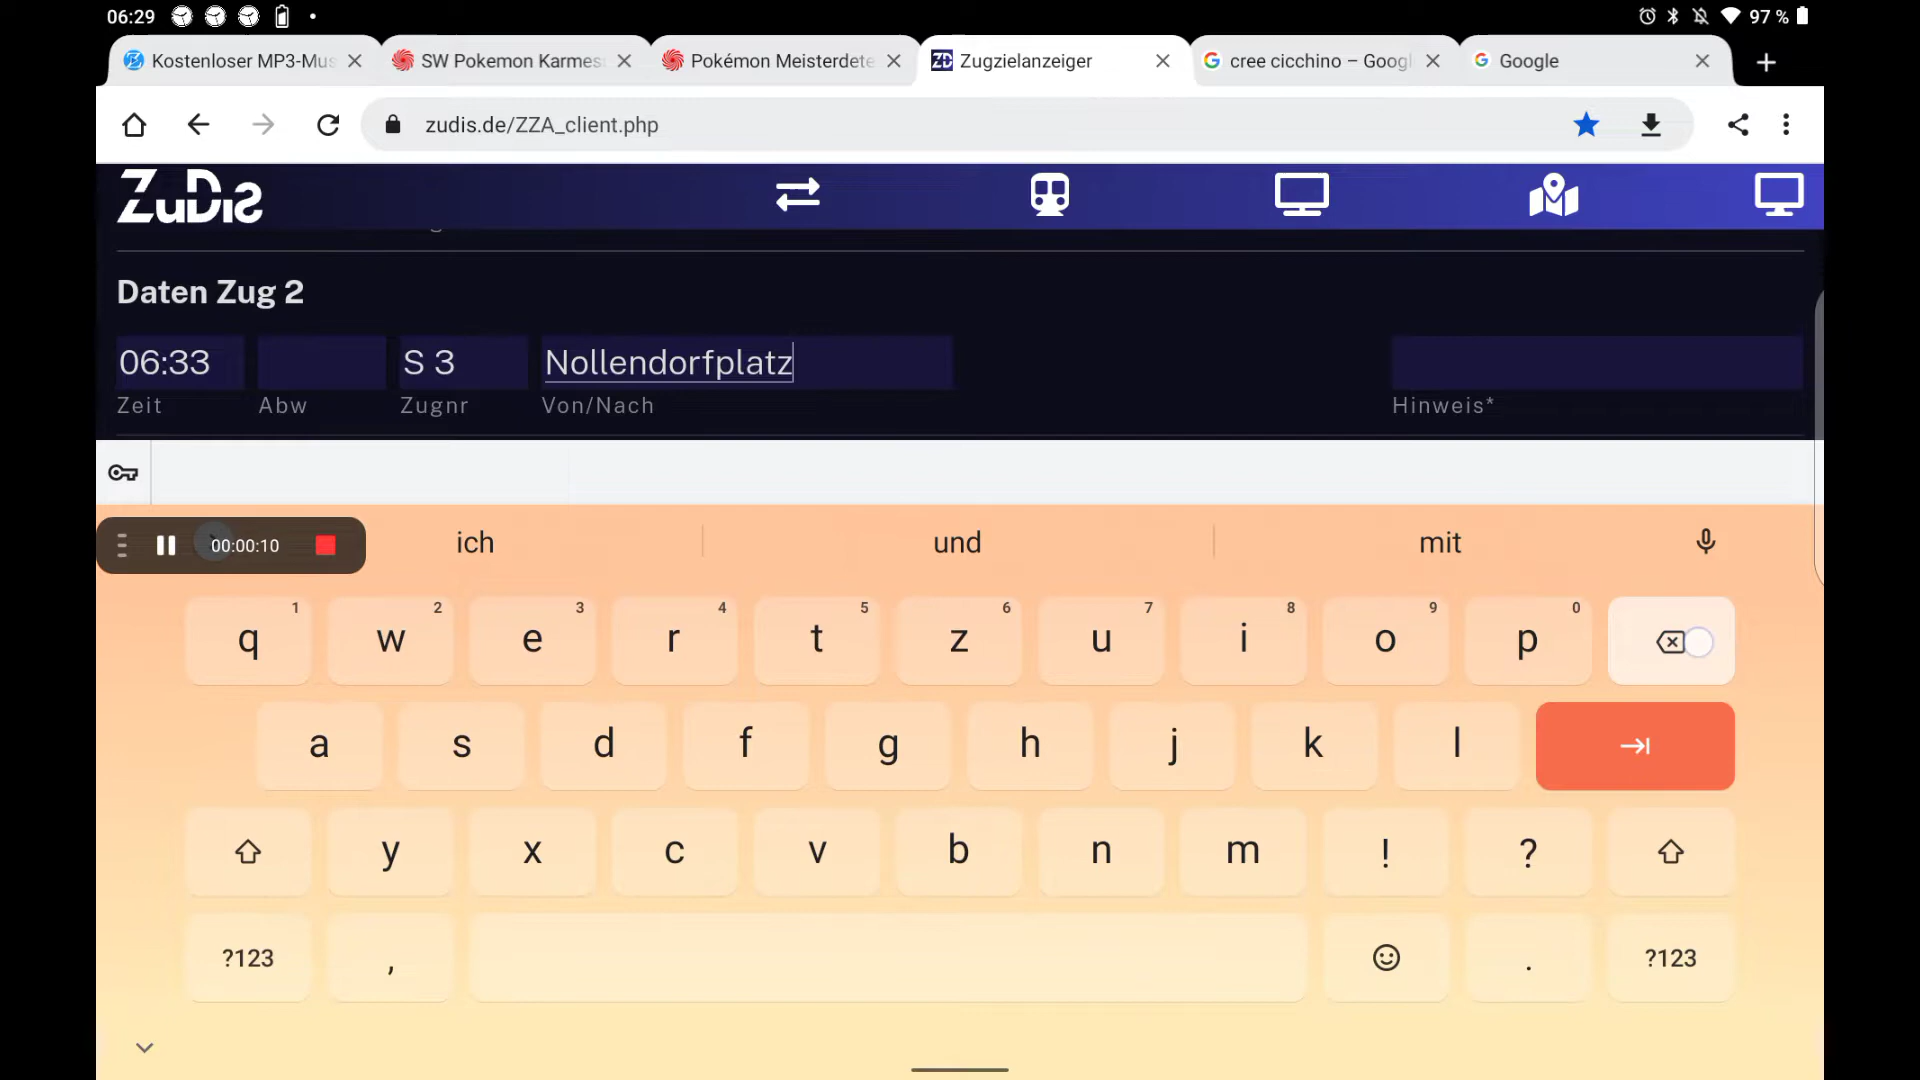 06:29
97 %
Kostenloser MP3-Mus
SW Pokemon Karmes
Pokémon Meisterdete
ZD Zugzielanzeiger
cree cicchino – Googl
Google
zudis.de/ZZA_client.php
ZuDis
Daten Zug 2
06:33
S 3
Nollendorfplatz
Zeit
Abw
Zugnr
Von/Nach
Hinweis*
00:00:10
ich
und
mit
1 2 3 4 5 6 7 8 9 0
q w e r t z u i o p
a s d f g h j k l
y x c v b n m ! ?
?123 , . ?123